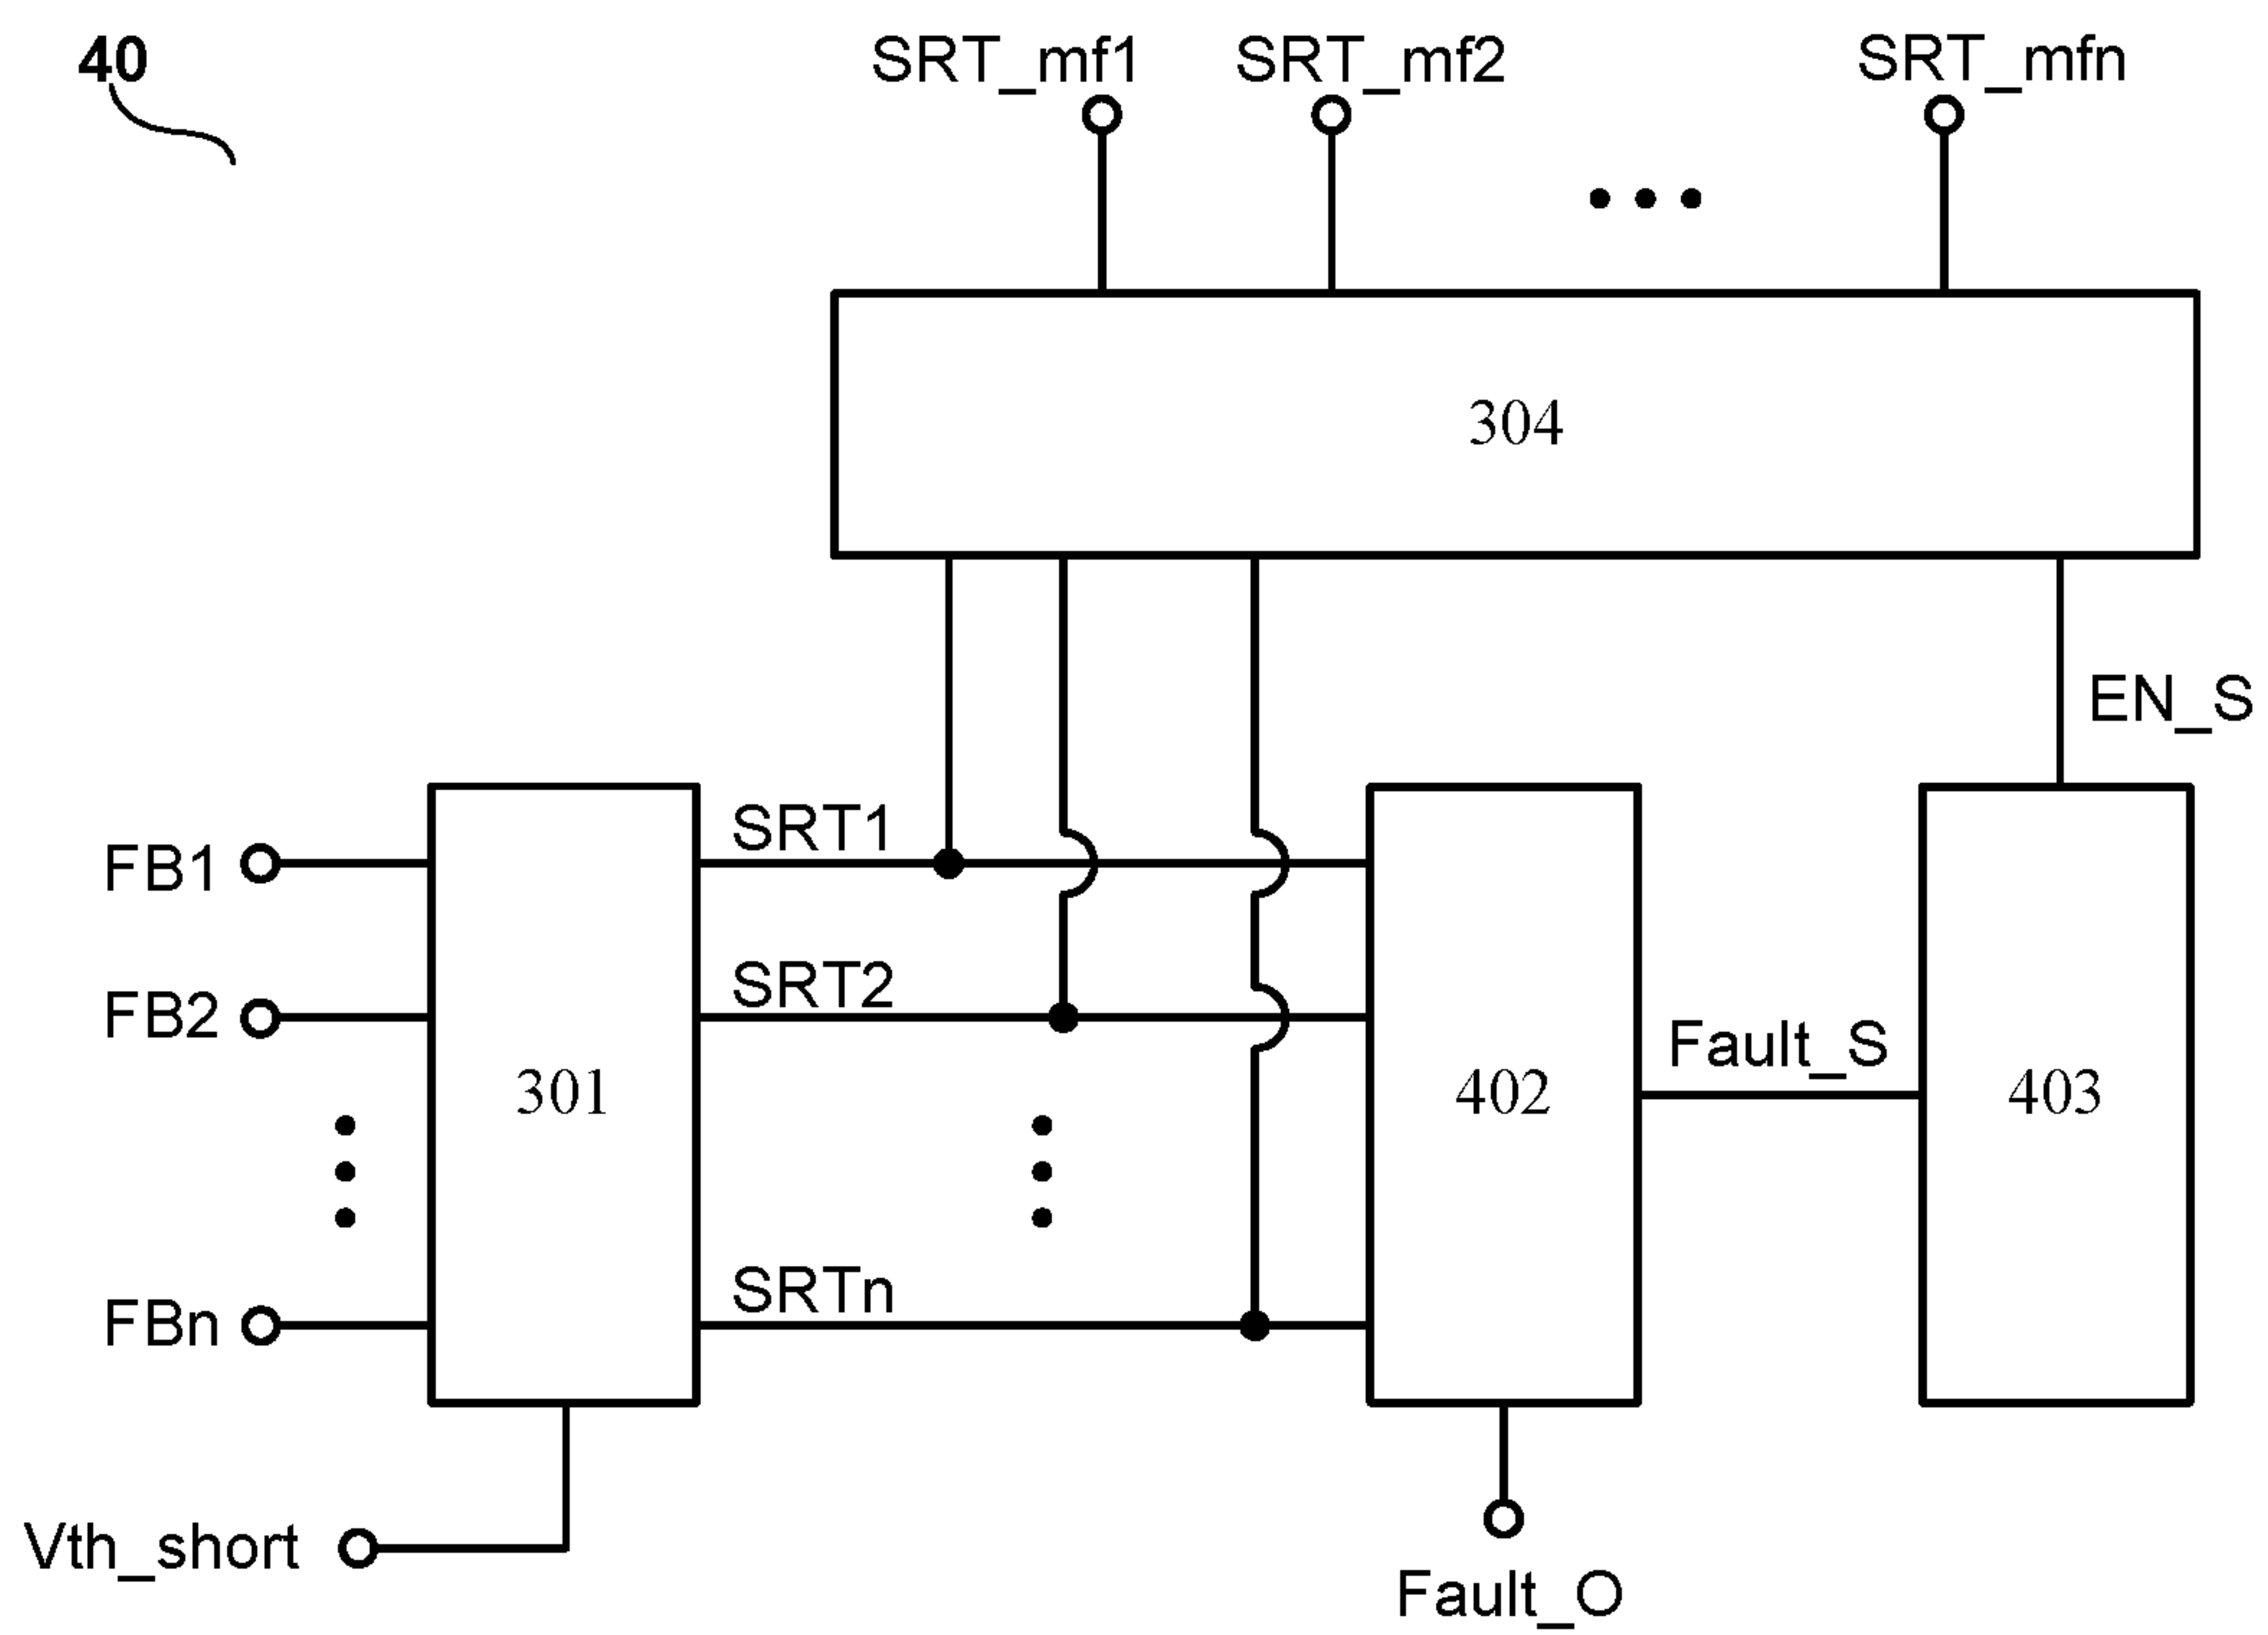 40
SRT_mf1
SRT_mf2
SRT_mfn
304
EN_S
SRT1
FB1
SRT2
FB2
Fault_S
301
402
403
SRTn
FBn
Vth_short
Fault_O